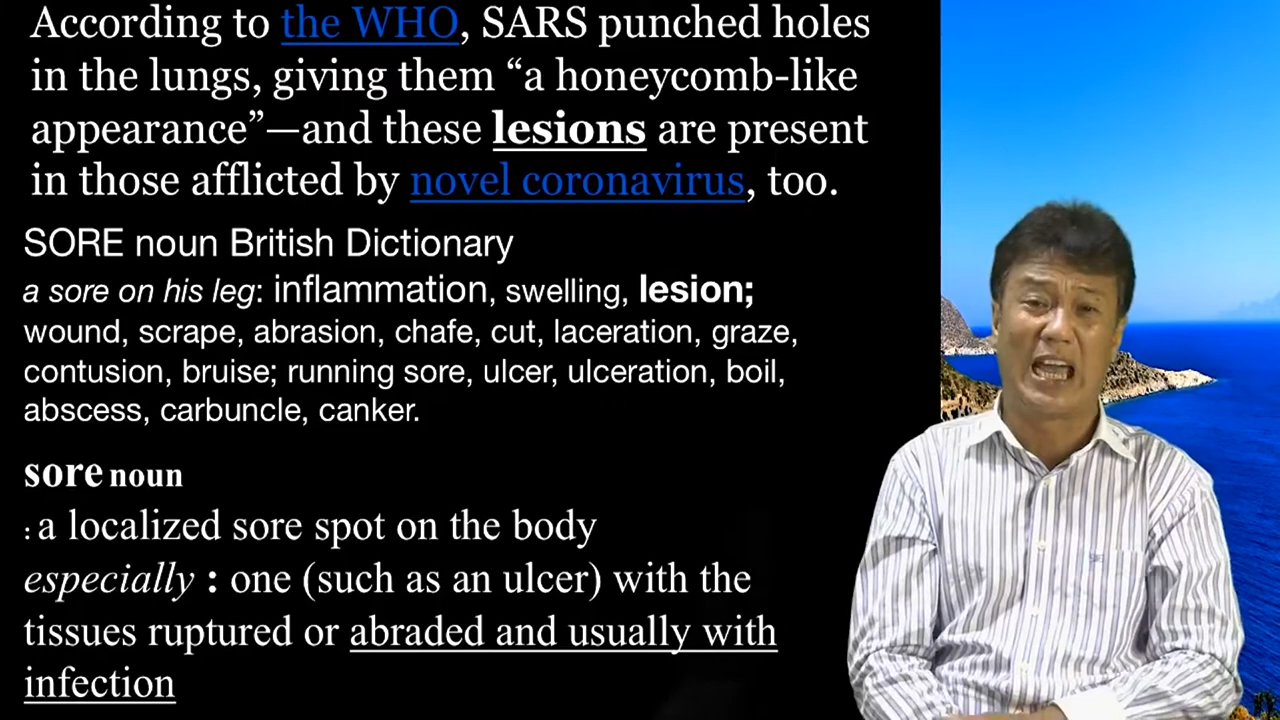 According to the WHO, SARS punched holes
in the lungs, giving them “a honeycomb-like
appearance”—and these lesions are present
in those afflicted by novel coronavirus, too.
SORE noun British Dictionary
a sore on his leg: inflammation, swelling, lesion;
wound, scrape, abrasion, chafe, cut, laceration, graze,
contusion, bruise; running sore, ulcer, ulceration, boil,
abscess, carbuncle, canker.
sore noun
: a localized sore spot on the body
especially : one (such as an ulcer) with the
tissues ruptured or abraded and usually with
infection